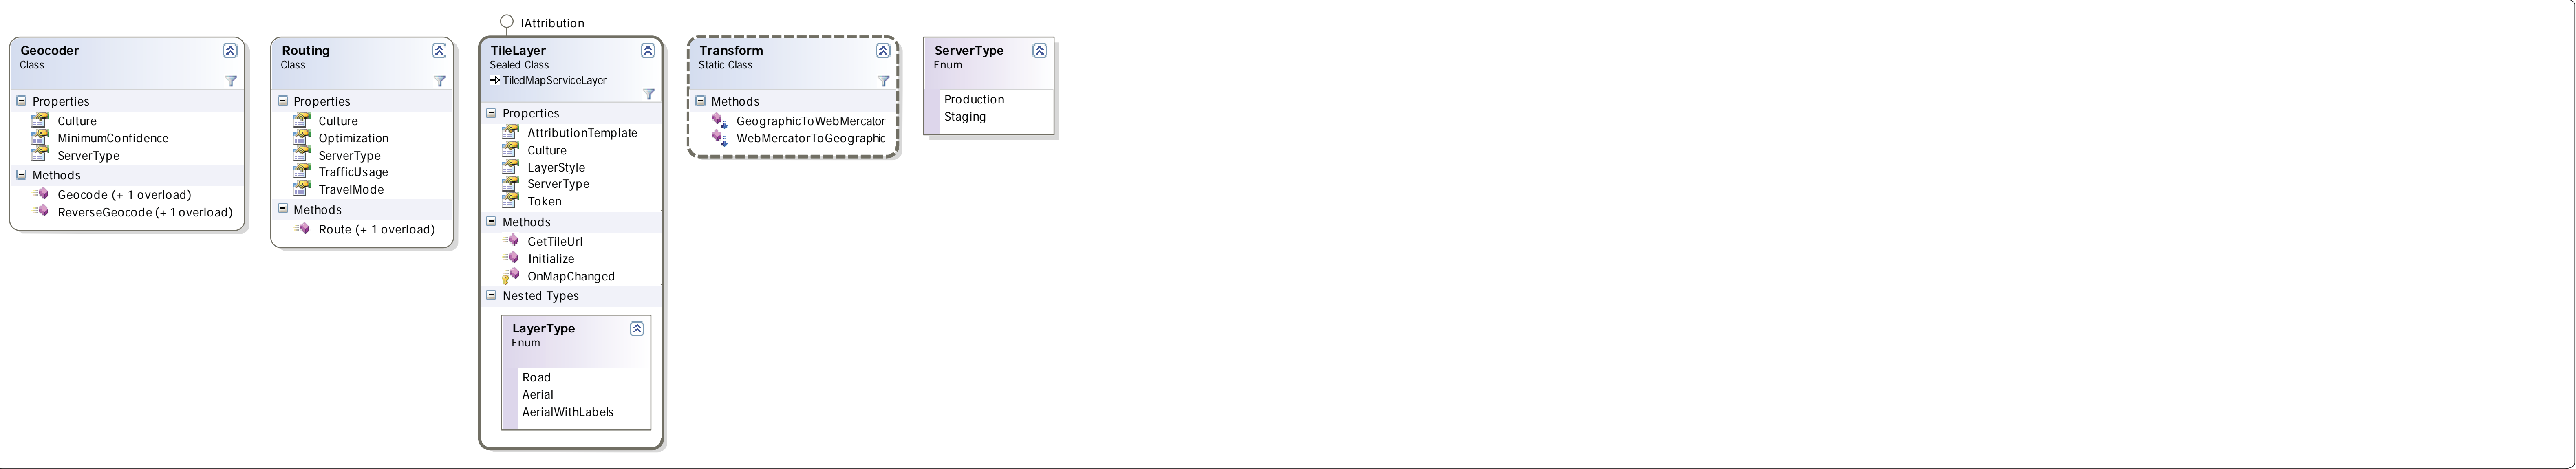 Geocoder
Class
Properties
Culture
MinimumConfidence
ServerType
Methods
Geocode (+ 1 overload)
ReverseGeocode (+ 1 overload)
Routing
Class
Properties
Culture
Optimization
ServerType
TrafficUsage
TravelMode
Methods
Route (+ 1 overload)
IAttribution
TileLayer
Sealed Class
TiledMapServiceLayer
Properties
AttributionTemplate
Culture
LayerStyle
ServerType
Token
Methods
GetTileUrl
Initialize
OnMapChanged
Nested Types
LayerType
Enum
Road
Aerial
AerialWithLabels
Transform
Static Class
Methods
GeographicToWebMercator
WebMercatorToGeographic
ServerType
Enum
Production
Staging